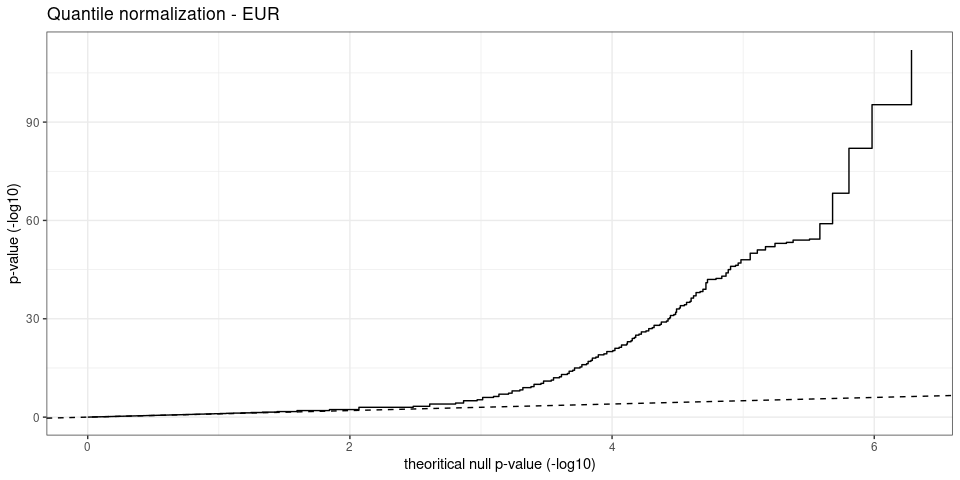 Quantile normalization - EUR
p-value (-log10)
90
60
30
0
0 2 4 6
theoritical null p-value (-log10)